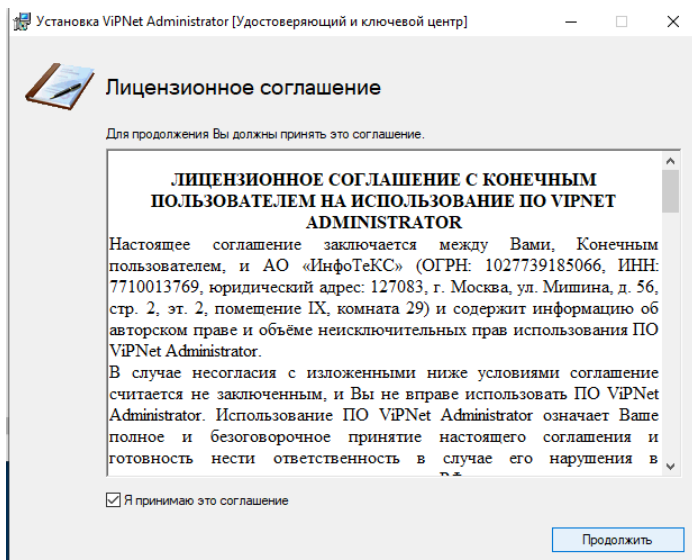 Установка ViPNet Administrator [Удостоверяющий и ключевой центр]
Лицензионное соглашение
Для продолжения Вы должны принять это соглашение.
ЛИЦЕНЗИОННОЕ СОГЛАШЕНИЕ С КОНЕЧНЫМ
ПОЛЬЗОВАТЕЛЕМ НА ИСПОЛЬЗОВАНИЕ ПО VIPNET
ADMINISTRATOR
Настоящее соглашение заключается между Вами, Конечным
пользователем, и АО «ИнфоТеКС» (ОГРН: 1027739185066, ИНН:
7710013769, юридический адрес: 127083, г. Москва, ул. Мишина, д. 56,
стр. 2, эт. 2, помещение IX, комната 29) и содержит информацию об
авторском праве и объёме неисключительных прав использования ПО
ViPNet Administrator.
В случае несогласия с изложенными ниже условиями соглашение
считается не заключенным, и Вы не вправе использовать ПО ViPNet
Administrator. Использование ПО ViPNet Administrator означает Ваше
полное и безоговорочное принятие настоящего соглашения и
готовность нести ответственность в случае его нарушения в
Я принимаю это соглашение
Продолжить